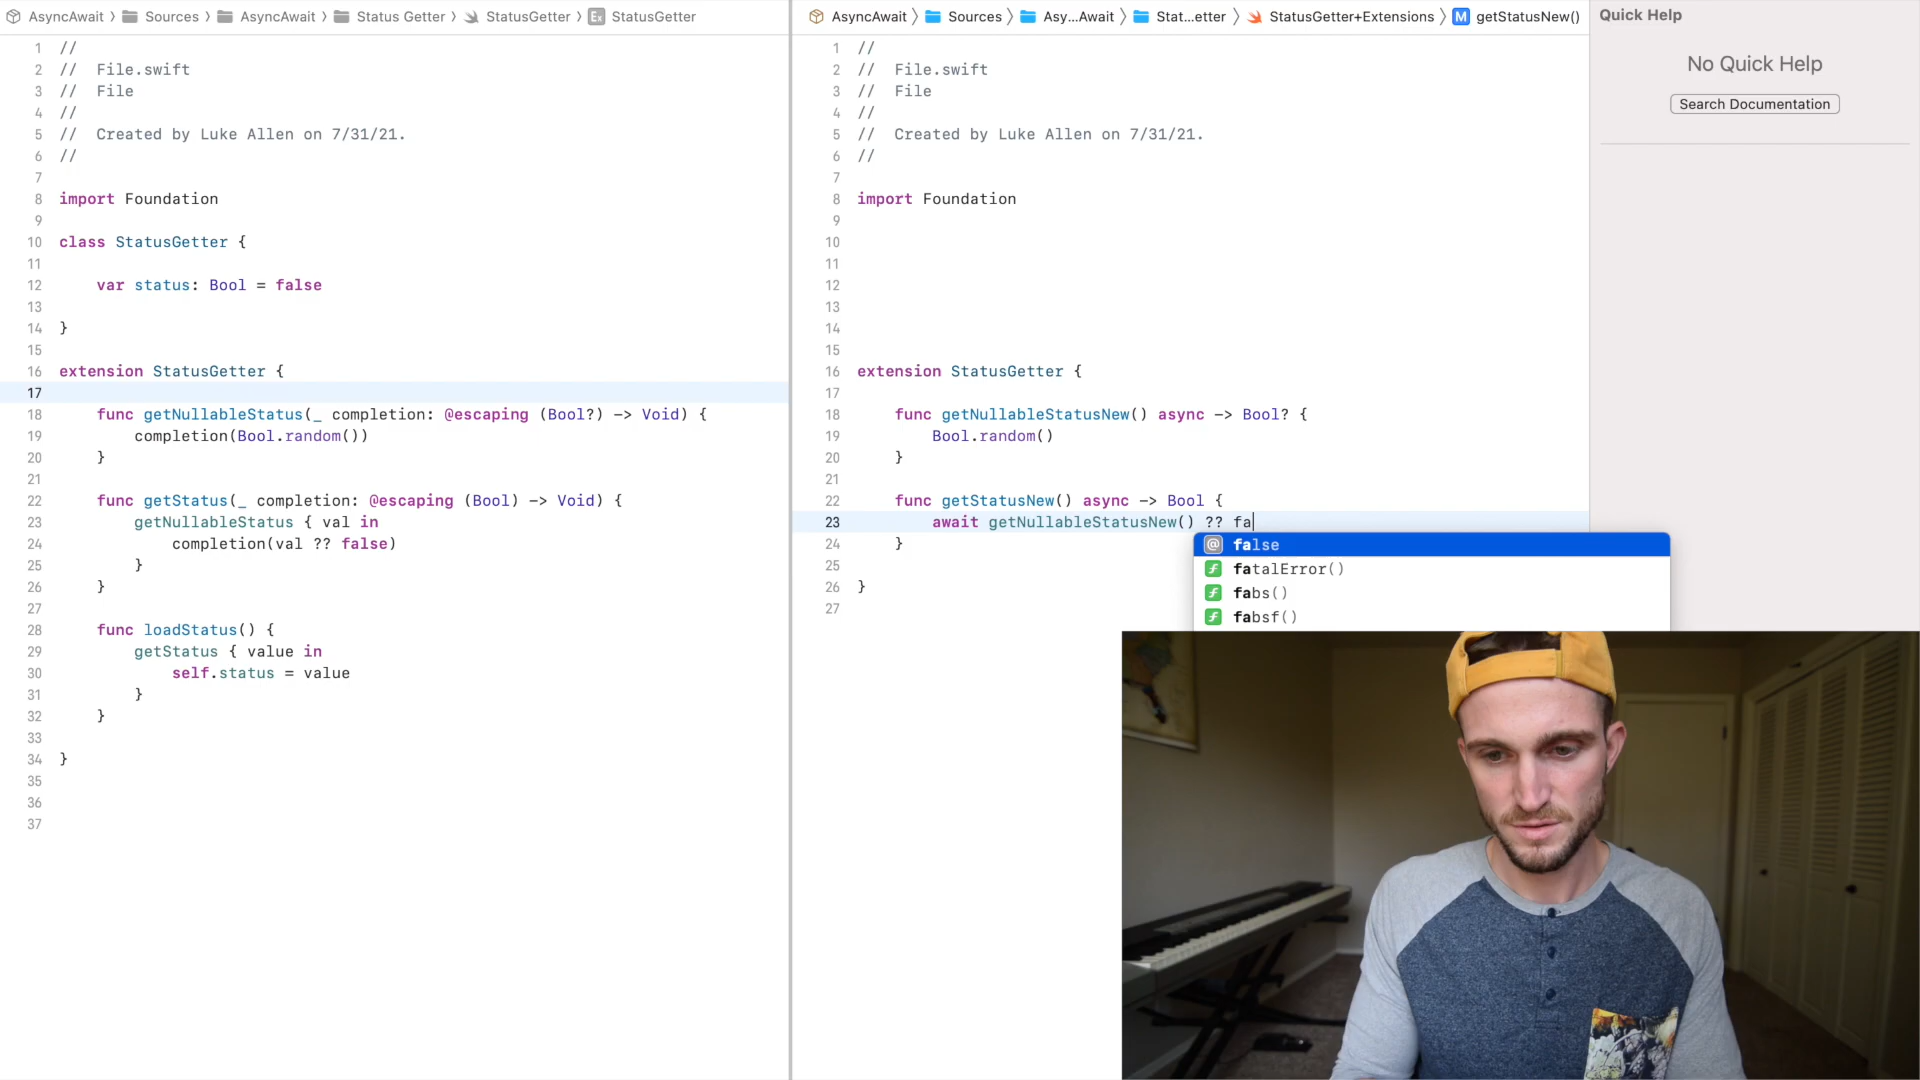 AsyncAwait Sources AsyncAwait Status Getter StatusGetter Ex StatusGetter
1 //
2 //  File.swift
3 //  File
4 //
5 //  Created by Luke Allen on 7/31/21.
6 //
7
8 import Foundation
9
10 class StatusGetter {
11
12     var status: Bool = false
13
14 }
15
16 extension StatusGetter {
17
18     func getNullableStatus(_ completion: @escaping (Bool?) -> Void) {
19         completion(Bool.random())
20     }
21
22     func getStatus(_ completion: @escaping (Bool) -> Void) {
23         getNullableStatus { val in
24             completion(val ?? false)
25         }
26     }
27
28     func loadStatus() {
29         getStatus { value in
30             self.status = value
31         }
32     }
33
34 }
35
36
37
AsyncAwait Sources Asy...Await Stat...etter StatusGetter+Extensions M getStatusNew()
1 //
2 //  File.swift
3 //  File
4 //
5 //  Created by Luke Allen on 7/31/21.
6 //
7
8 import Foundation
9
10
11
12
13
14
15
16 extension StatusGetter {
17
18     func getNullableStatusNew() async -> Bool? {
19         Bool.random()
20     }
21
22     func getStatusNew() async -> Bool {
23         await getNullableStatusNew() ?? fa
24     }
25
26 }
27
@ false
f fatalError()
f fabs()
f fabsf()
Quick Help
No Quick Help
Search Documentation